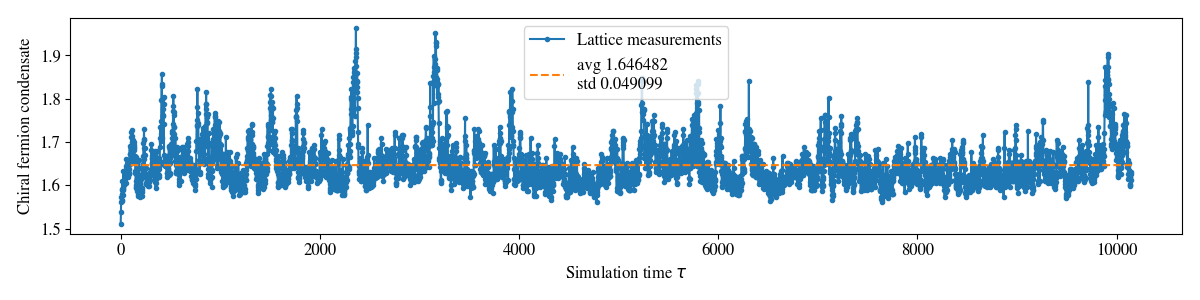 Chiral fermion condensate
1.9
1.8
1.7
1.6
1.5
Lattice measurements
avg 1.646482
std 0.049099
0
2000
4000
6000
8000
10000
Simulation time τ